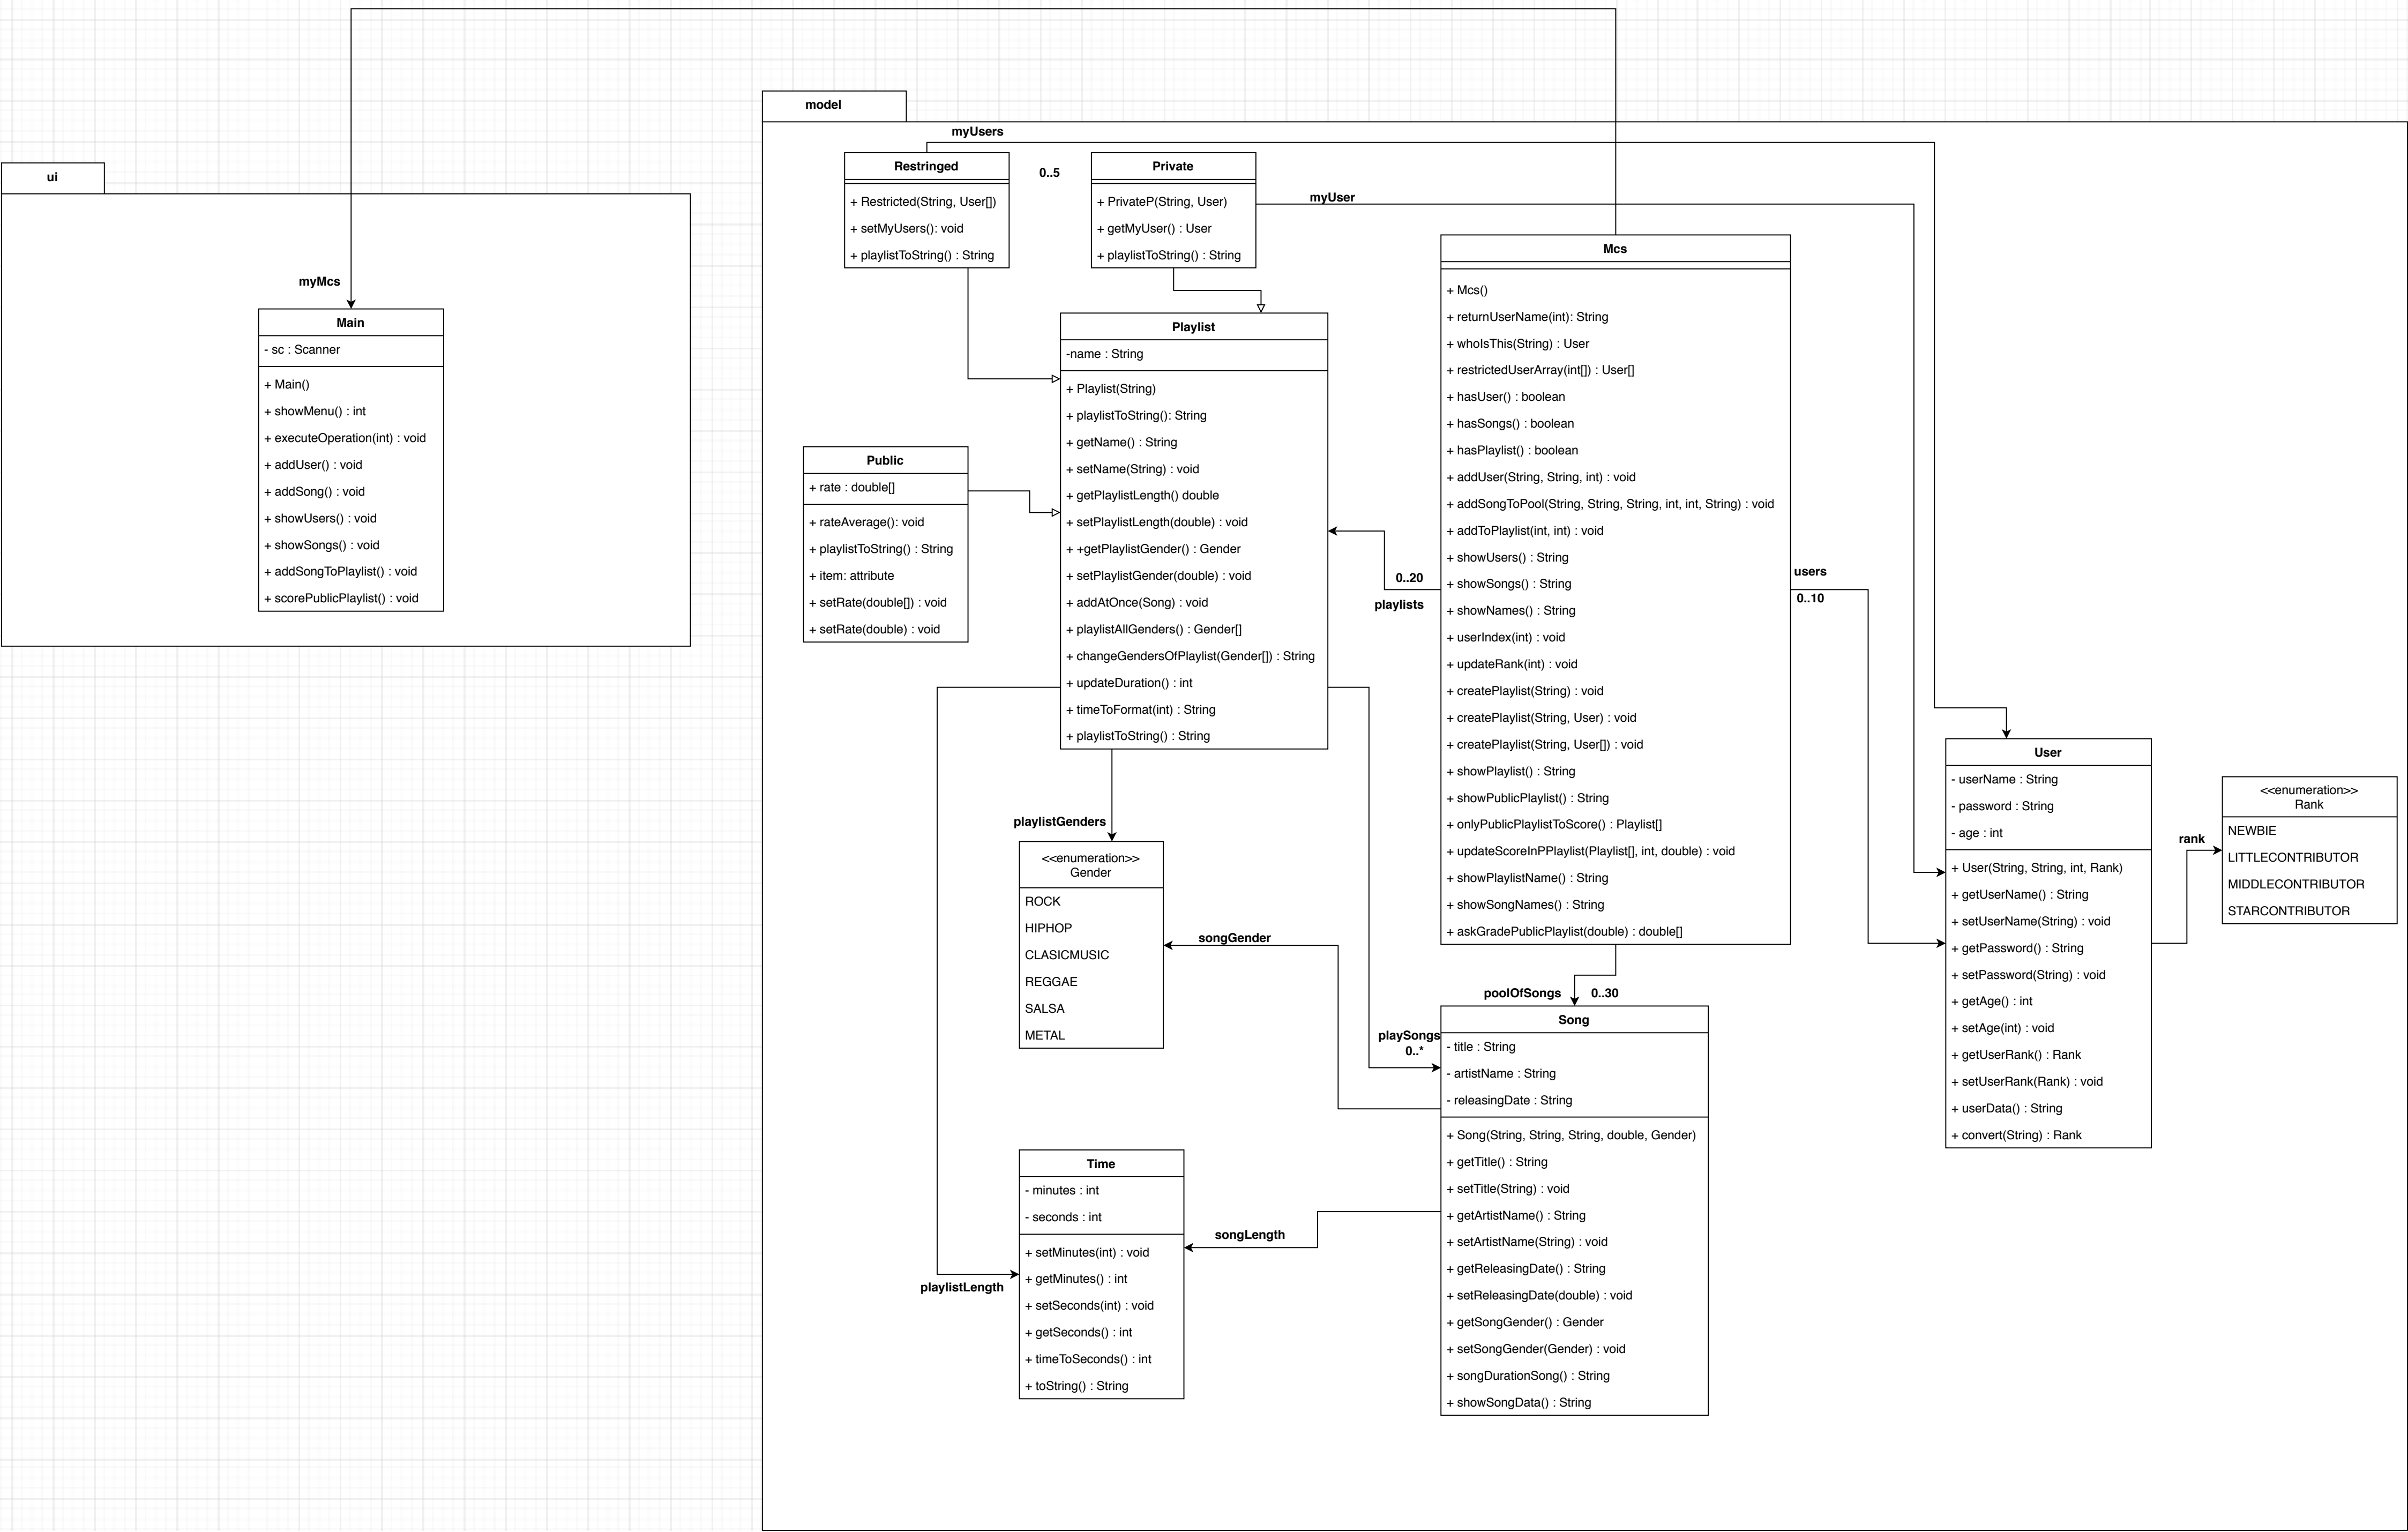 model
ui
myMcs
Main
- sc : Scanner
+ Main()
+ showMenu() : int
+ executeOperation(int) : void
+ addUser() : void
+ addSong() : void
+ showUsers() : void
+ showSongs() : void
+ addSongToPlaylist() : void
+ scorePublicPlaylist() : void
myUsers
Restringed
+ Restricted(String, User[])
+ setMyUsers(): void
+ playlistToString() : String
0..5
Private
+ PrivateP(String, User)
+ getMyUser() : User
+ playlistToString() : String
myUser
Playlist
-name : String
+ Playlist(String)
+ playlistToString(): String
+ getName() : String
+ setName(String) : void
+ getPlaylistLength() double
+ setPlaylistLength(double) : void
+ +getPlaylistGender() : Gender
+ setPlaylistGender(double) : void
+ addAtOnce(Song) : void
+ playlistAllGenders() : Gender[]
+ changeGendersOfPlaylist(Gender[]) : String
+ updateDuration() : int
+ timeToFormat(int) : String
+ playlistToString() : String
Public
+ rate : double[]
+ rateAverage(): void
+ playlistToString() : String
+ item: attribute
+ setRate(double[]) : void
+ setRate(double) : void
Mcs
+ Mcs()
+ returnUserName(int): String
+ whoIsThis(String) : User
+ restrictedUserArray(int[]) : User[]
+ hasUser() : boolean
+ hasSongs() : boolean
+ hasPlaylist() : boolean
+ addUser(String, String, int) : void
+ addSongToPool(String, String, String, int, int, String) : void
+ addToPlaylist(int, int) : void
+ showUsers() : String
+ showSongs() : String
+ showNames() : String
+ userIndex(int) : void
+ updateRank(int) : void
+ createPlaylist(String) : void
+ createPlaylist(String, User) : void
+ createPlaylist(String, User[]) : void
+ showPlaylist() : String
+ showPublicPlaylist() : String
+ onlyPublicPlaylistToScore() : Playlist[]
+ updateScoreInPPlaylist(Playlist[], int, double) : void
+ showPlaylistName() : String
+ showSongNames() : String
+ askGradePublicPlaylist(double) : double[]
0..20
playlists
users
0..10
User
- userName : String
- password : String
- age : int
+ User(String, String, int, Rank)
+ getUserName() : String
+ setUserName(String) : void
+ getPassword() : String
+ setPassword(String) : void
+ getAge() : int
+ setAge(int) : void
+ getUserRank() : Rank
+ setUserRank(Rank) : void
+ userData() : String
+ convert(String) : Rank
rank
<<enumeration>>
Rank
NEWBIE
LITTLECONTRIBUTOR
MIDDLECONTRIBUTOR
STARCONTRIBUTOR
playlistGenders
<<enumeration>>
Gender
ROCK
HIPHOP
CLASICMUSIC
REGGAE
SALSA
METAL
songGender
poolOfSongs
0..30
playSongs
0..*
Song
- title : String
- artistName : String
- releasingDate : String
+ Song(String, String, String, double, Gender)
+ getTitle() : String
+ setTitle(String) : void
+ getArtistName() : String
+ setArtistName(String) : void
+ getReleasingDate() : String
+ setReleasingDate(double) : void
+ getSongGender() : Gender
+ setSongGender(Gender) : void
+ songDurationSong() : String
+ showSongData() : String
Time
- minutes : int
- seconds : int
+ setMinutes(int) : void
+ getMinutes() : int
+ setSeconds(int) : void
+ getSeconds() : int
+ timeToSeconds() : int
+ toString() : String
songLength
playlistLength